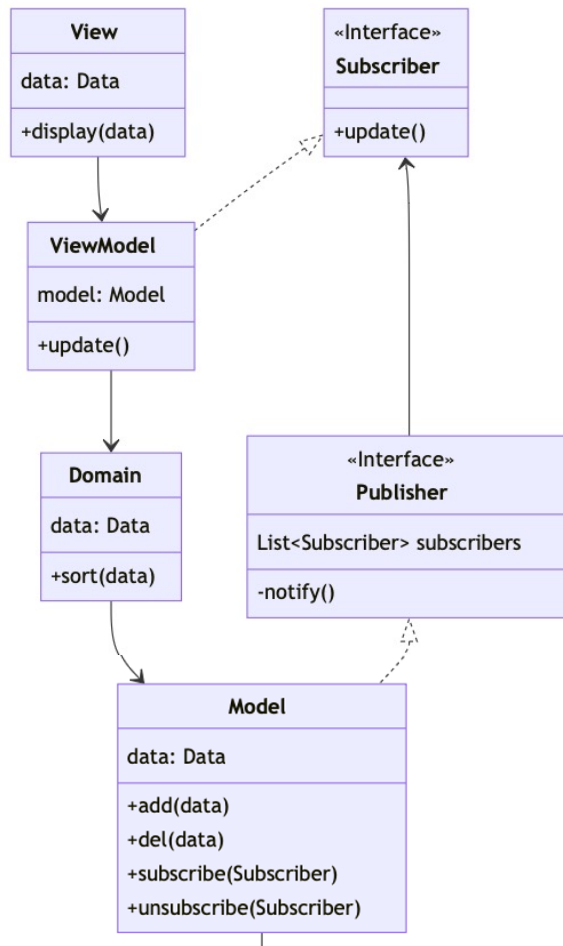 View
data: Data
+display(data)
«Interface»
Subscriber
+update()
ViewModel
model: Model
+update()
Domain
data: Data
+sort(data)
«Interface»
Publisher
List<Subscriber> subscribers
-notify()
Model
data: Data
+add(data)
+del(data)
+subscribe(Subscriber)
+unsubscribe(Subscriber)